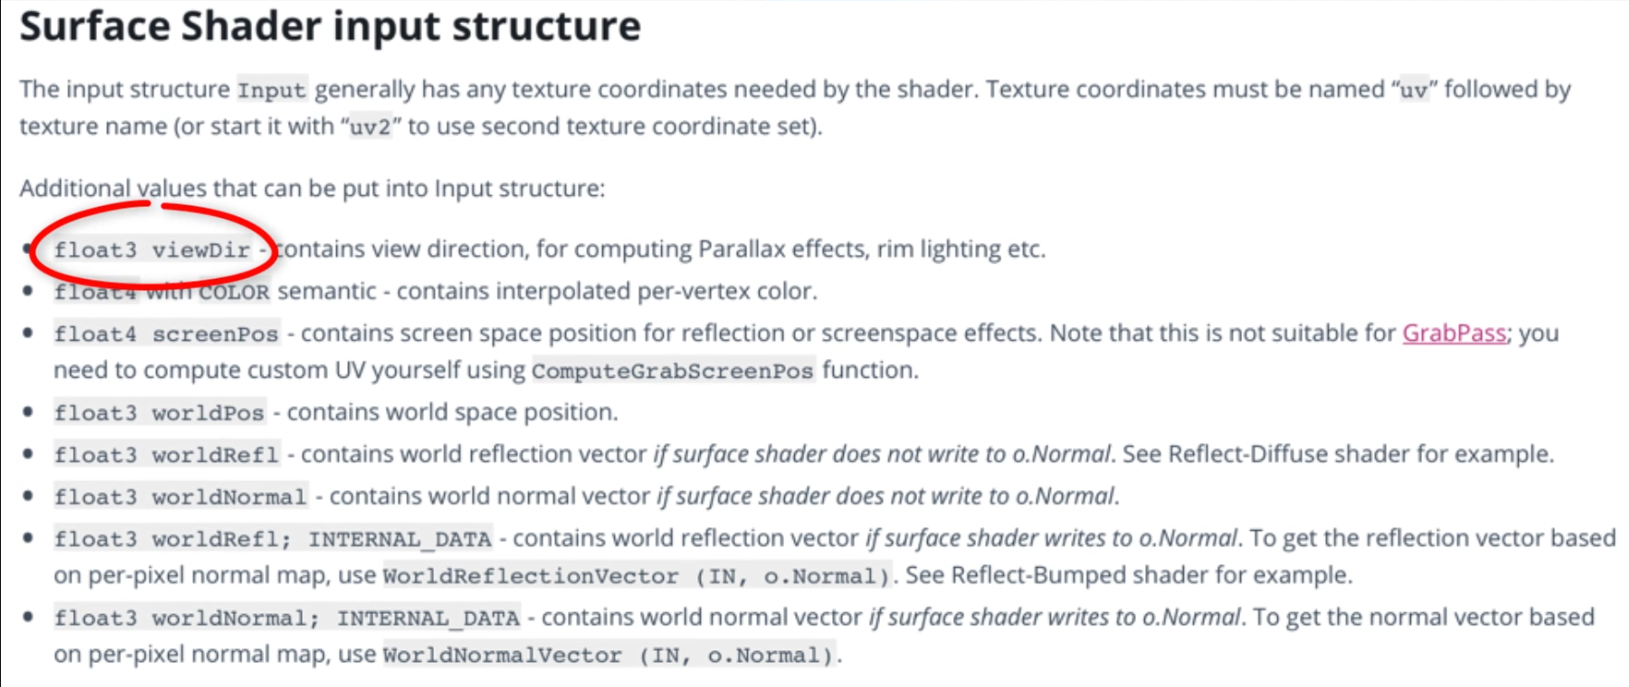 Surface Shader input structure
The input structure Input generally has any texture coordinates needed by the shader. Texture coordinates must be named “uv” followed by
texture name (or start it with “uv2” to use second texture coordinate set).
Additional values that can be put into Input structure:
• float3 viewDir - contains view direction, for computing Parallax effects, rim lighting etc.
• float4 with COLOR semantic - contains interpolated per-vertex color.
• float4 screenPos - contains screen space position for reflection or screenspace effects. Note that this is not suitable for GrabPass; you
need to compute custom UV yourself using ComputeGrabScreenPos function.
• float3 worldPos - contains world space position.
• float3 worldRefl - contains world reflection vector if surface shader does not write to o.Normal. See Reflect-Diffuse shader for example.
• float3 worldNormal - contains world normal vector if surface shader does not write to o.Normal.
• float3 worldRefl; INTERNAL_DATA - contains world reflection vector if surface shader writes to o.Normal. To get the reflection vector based
on per-pixel normal map, use WorldReflectionVector (IN, o.Normal). See Reflect-Bumped shader for example.
• float3 worldNormal; INTERNAL_DATA - contains world normal vector if surface shader writes to o.Normal. To get the normal vector based
on per-pixel normal map, use WorldNormalVector (IN, o.Normal).